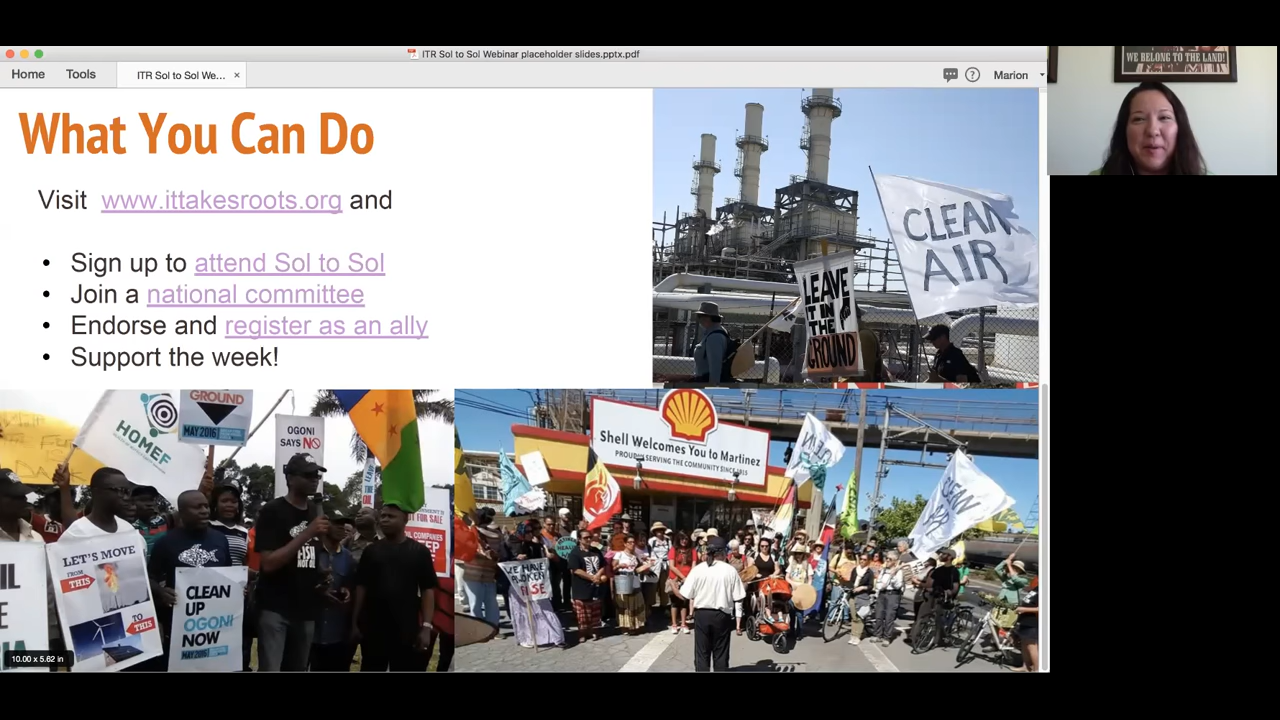 ITR Sol to Sol Webinar placeholder slides.pptx.pdf
Home Tools ITR Sol to Sol We... × Marion
WE BELONG TO THE LAND!
What You Can Do
Visit www.ittakesroots.org and
• Sign up to attend Sol to Sol
• Join a national committee
• Endorse and register as an ally
• Support the week!
CLEAN
AIR
LEAVE
IT IN
THE
GROUND
HOMEF
GROUND
MAY 2016
OGONI
SAYS NO
LET'S MOVE
FROM THIS
TO THIS
CLEAN
UP
OGONI
NOW
MAY 2016
Shell Welcomes You to Martinez
PROUDLY SERVING THE COMMUNITY SINCE 1915
CLEAN
WE HAVE
CLEAN
10.00 x 5.62 in